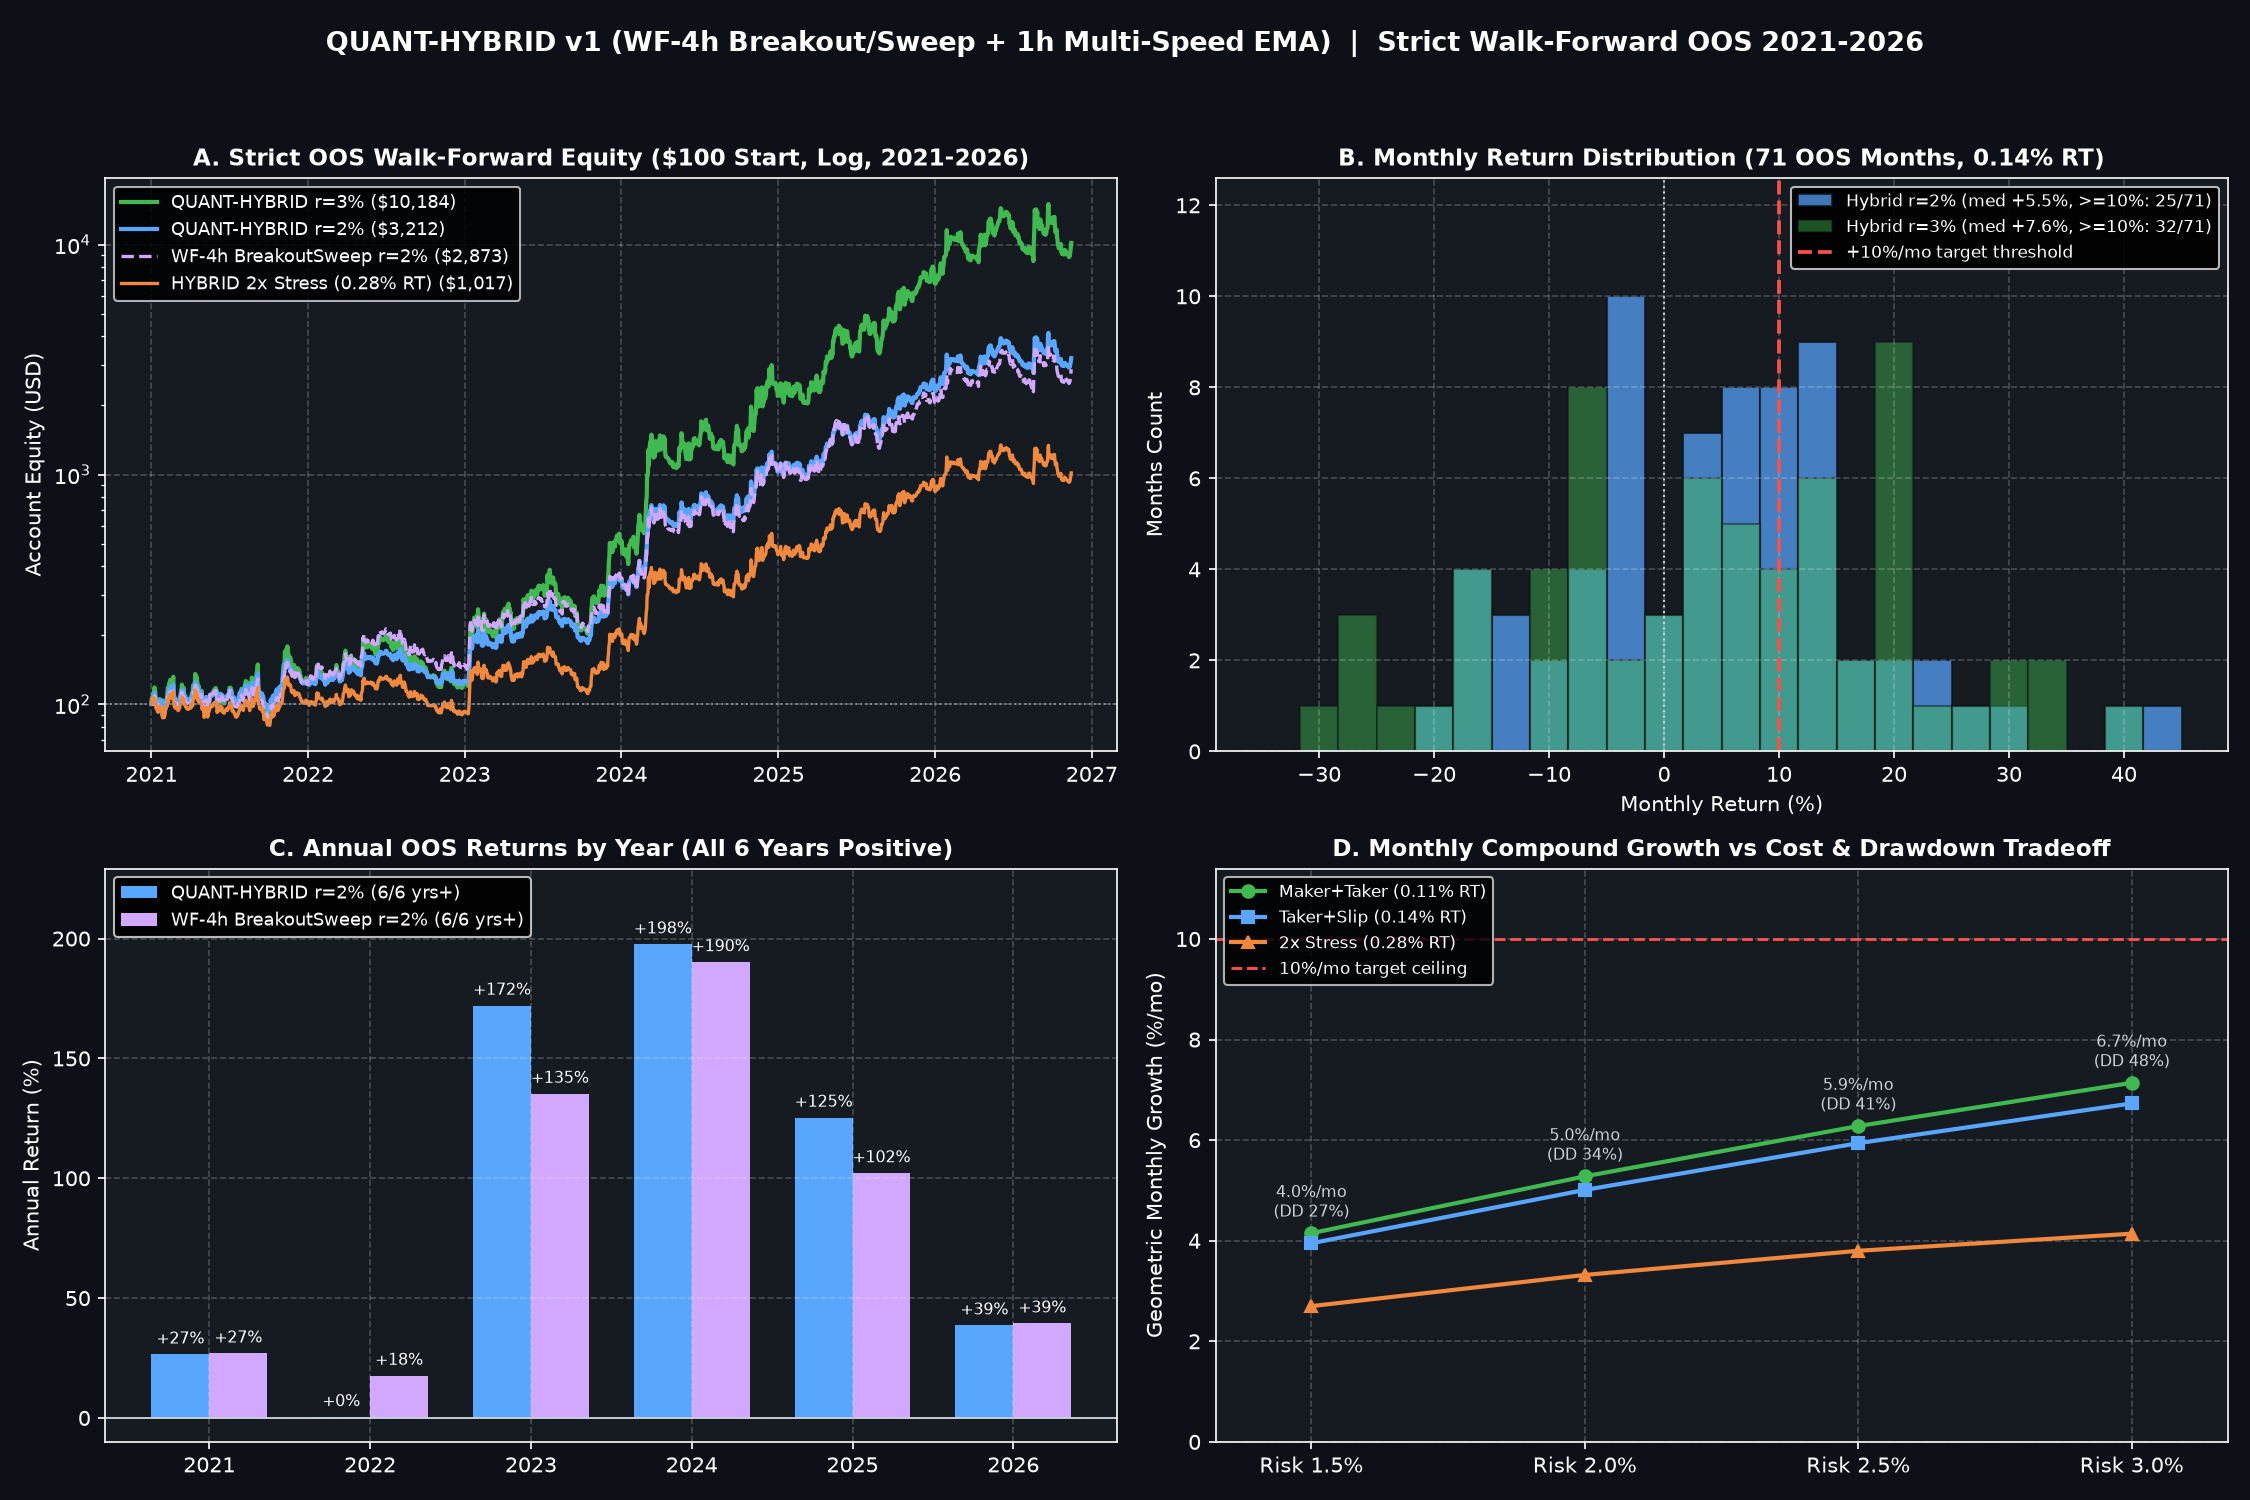 QUANT-HYBRID v1 (WF-4h Breakout/Sweep + 1h Multi-Speed EMA) | Strict Walk-Forward OOS 2021-2026
A. Strict OOS Walk-Forward Equity ($100 Start, Log, 2021-2026)
QUANT-HYBRID r=3% ($10,184)
QUANT-HYBRID r=2% ($3,212)
WF-4h BreakoutSweep r=2% ($2,873)
HYBRID 2x Stress (0.28% RT) ($1,017)
Account Equity (USD)
10^4
10^3
10^2
2021 2022 2023 2024 2025 2026 2027
B. Monthly Return Distribution (71 OOS Months, 0.14% RT)
Hybrid r=2% (med +5.5%, >=10%: 25/71)
Hybrid r=3% (med +7.6%, >=10%: 32/71)
+10%/mo target threshold
Months Count
12
10
8
6
4
2
0
−30 −20 −10 0 10 20 30 40
Monthly Return (%)
C. Annual OOS Returns by Year (All 6 Years Positive)
QUANT-HYBRID r=2% (6/6 yrs+)
WF-4h BreakoutSweep r=2% (6/6 yrs+)
Annual Return (%)
200
150
100
50
0
+27% +27%
+0% +18%
+172% +135%
+198% +190%
+125% +102%
+39% +39%
2021 2022 2023 2024 2025 2026
D. Monthly Compound Growth vs Cost & Drawdown Tradeoff
Maker+Taker (0.11% RT)
Taker+Slip (0.14% RT)
2x Stress (0.28% RT)
10%/mo target ceiling
Geometric Monthly Growth (%/mo)
10
8
6
4
2
0
4.0%/mo
(DD 27%)
5.0%/mo
(DD 34%)
5.9%/mo
(DD 41%)
6.7%/mo
(DD 48%)
Risk 1.5% Risk 2.0% Risk 2.5% Risk 3.0%